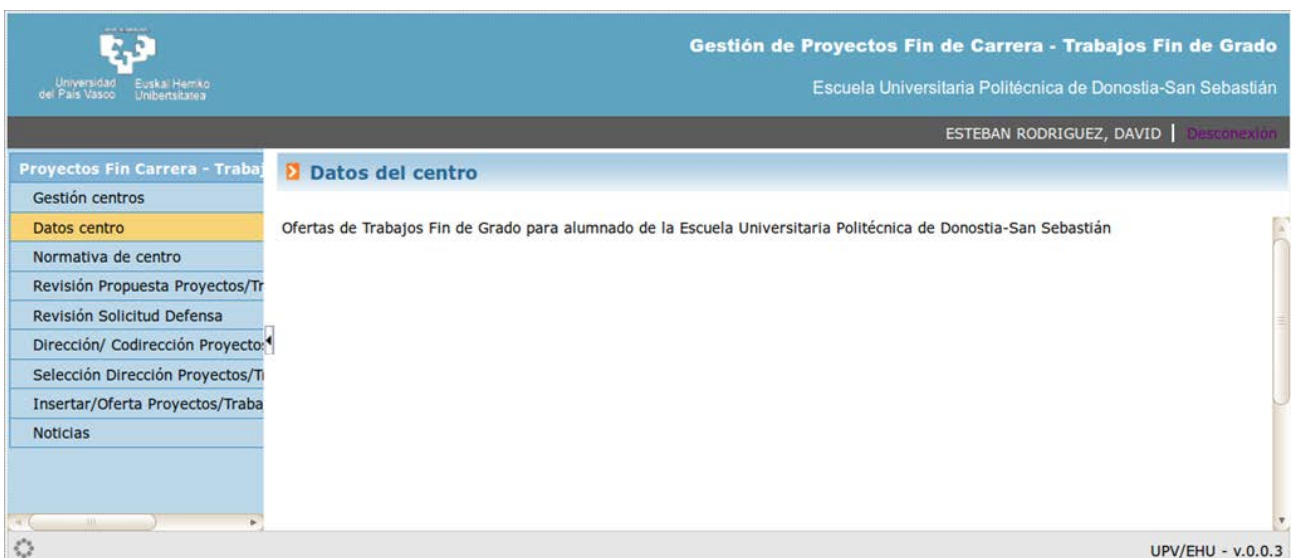 Universidad del País Vasco
Euskal Herriko Unibertsitatea
Gestión de Proyectos Fin de Carrera - Trabajos Fin de Grado
Escuela Universitaria Politécnica de Donostia-San Sebastián
ESTEBAN RODRIGUEZ, DAVID | Desconexión
Proyectos Fin Carrera - Trabaj
Datos del centro
Gestión centros
Datos centro
Ofertas de Trabajos Fin de Grado para alumnado de la Escuela Universitaria Politécnica de Donostia-San Sebastián
Normativa de centro
Revisión Propuesta Proyectos/Tr
Revisión Solicitud Defensa
Dirección/ Codirección Proyecto
Selección Dirección Proyectos/T
Insertar/Oferta Proyectos/Traba
Noticias
UPV/EHU - v.0.0.3